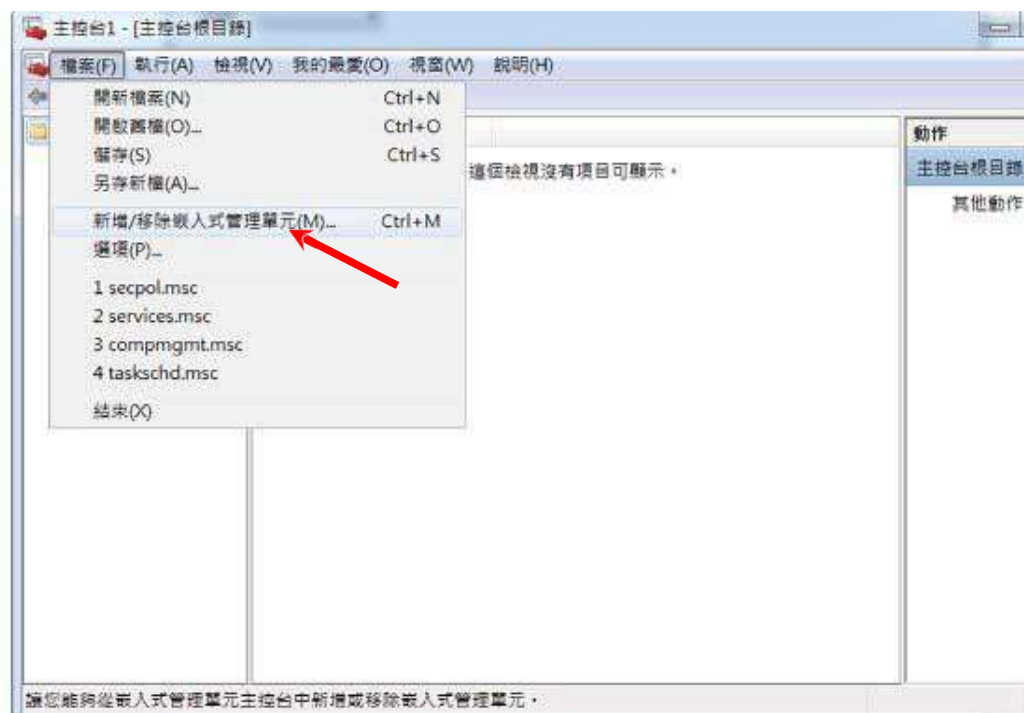 主控台1 - [主控台根目錄]
檔案(F) 執行(A) 檢視(V) 我的最愛(O) 視窗(W) 說明(H)
開新檔案(N) Ctrl+N
開啟舊檔(O)... Ctrl+O
動作
儲存(S) Ctrl+S
這個檢視沒有項目可顯示。
主控台根目錄
另存新檔(A)...
其他動作
新增/移除嵌入式管理單元(M)... Ctrl+M
選項(P)...
1 secpol.msc
2 services.msc
3 compmgmt.msc
4 taskschd.msc
結束(X)
讓您能夠從嵌入式管理單元主控台中新增或移除嵌入式管理單元。